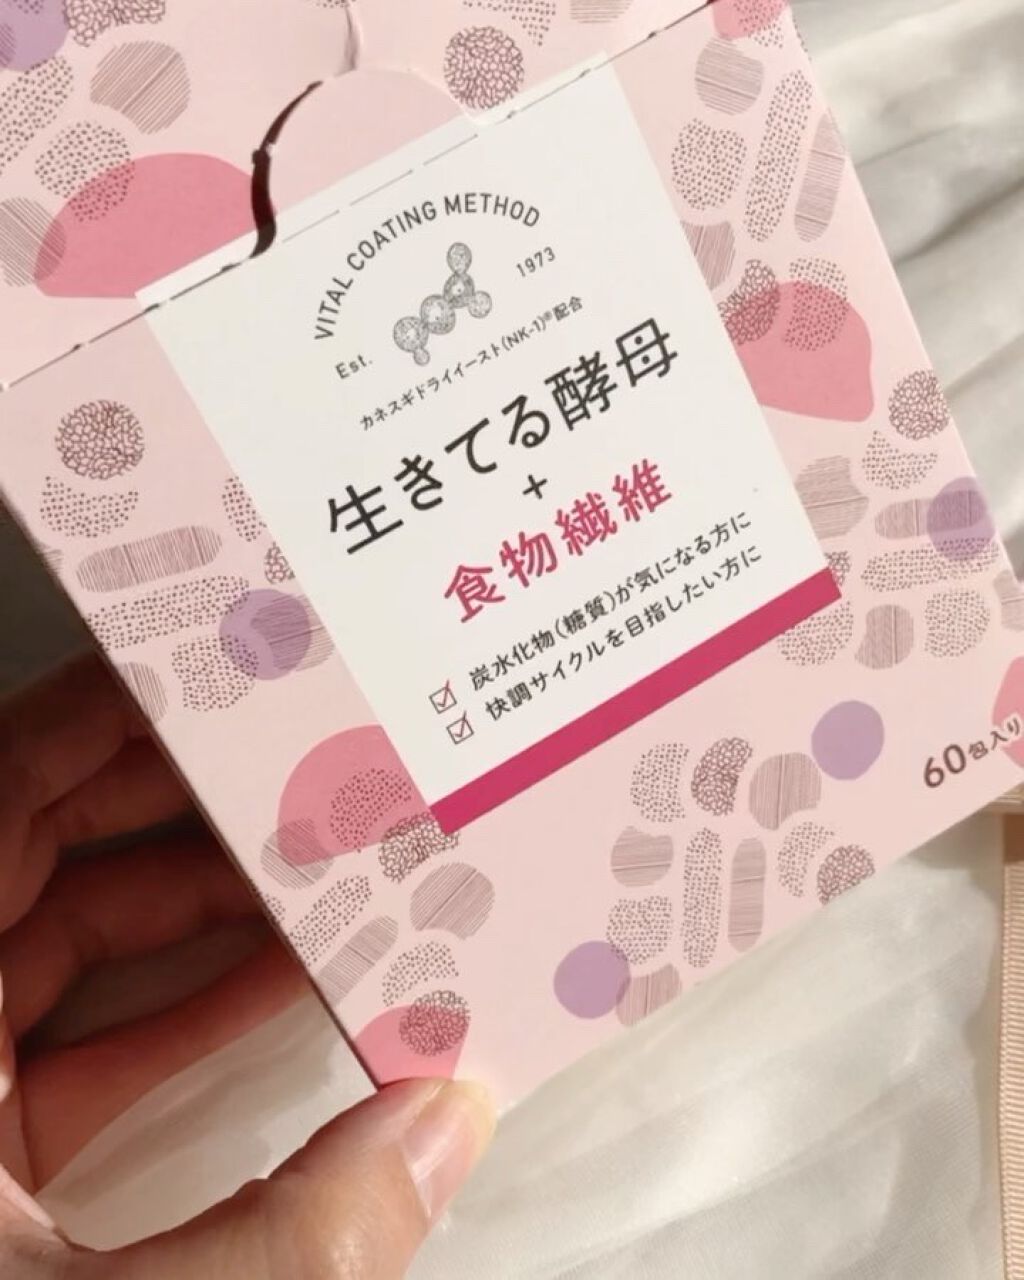 VITAL COATING METHOD
Est. 1973
カネスギドライイースト(NK-1)®配合
生きてる酵母
+
食物繊維
☑ 炭水化物(糖質)が気になる方に
☑ 快調サイクルを目指したい方に
60包入り